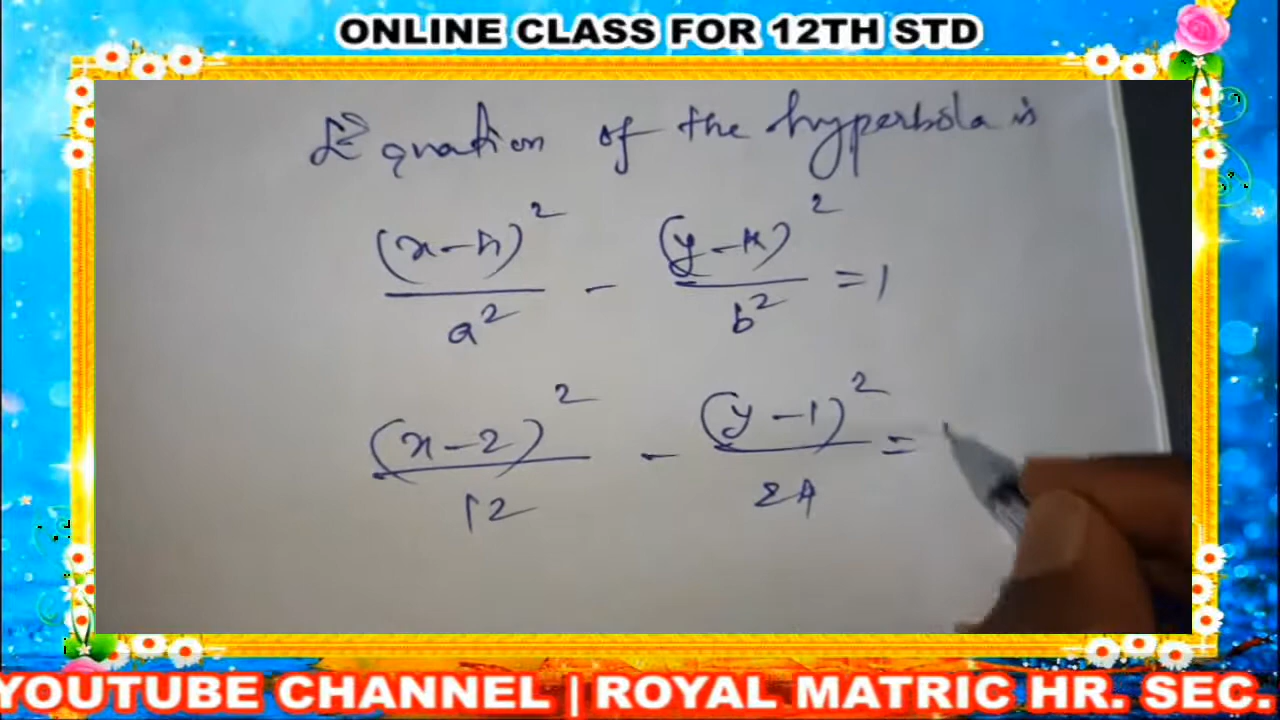 ONLINE CLASS FOR 12TH STD
Equation of the hyperbola is
(x-h)²/a² - (y-k)²/b² = 1
(x-2)²/12 - (y-1)²/24 =
YOUTUBE CHANNEL | ROYAL MATRIC HR. SEC.